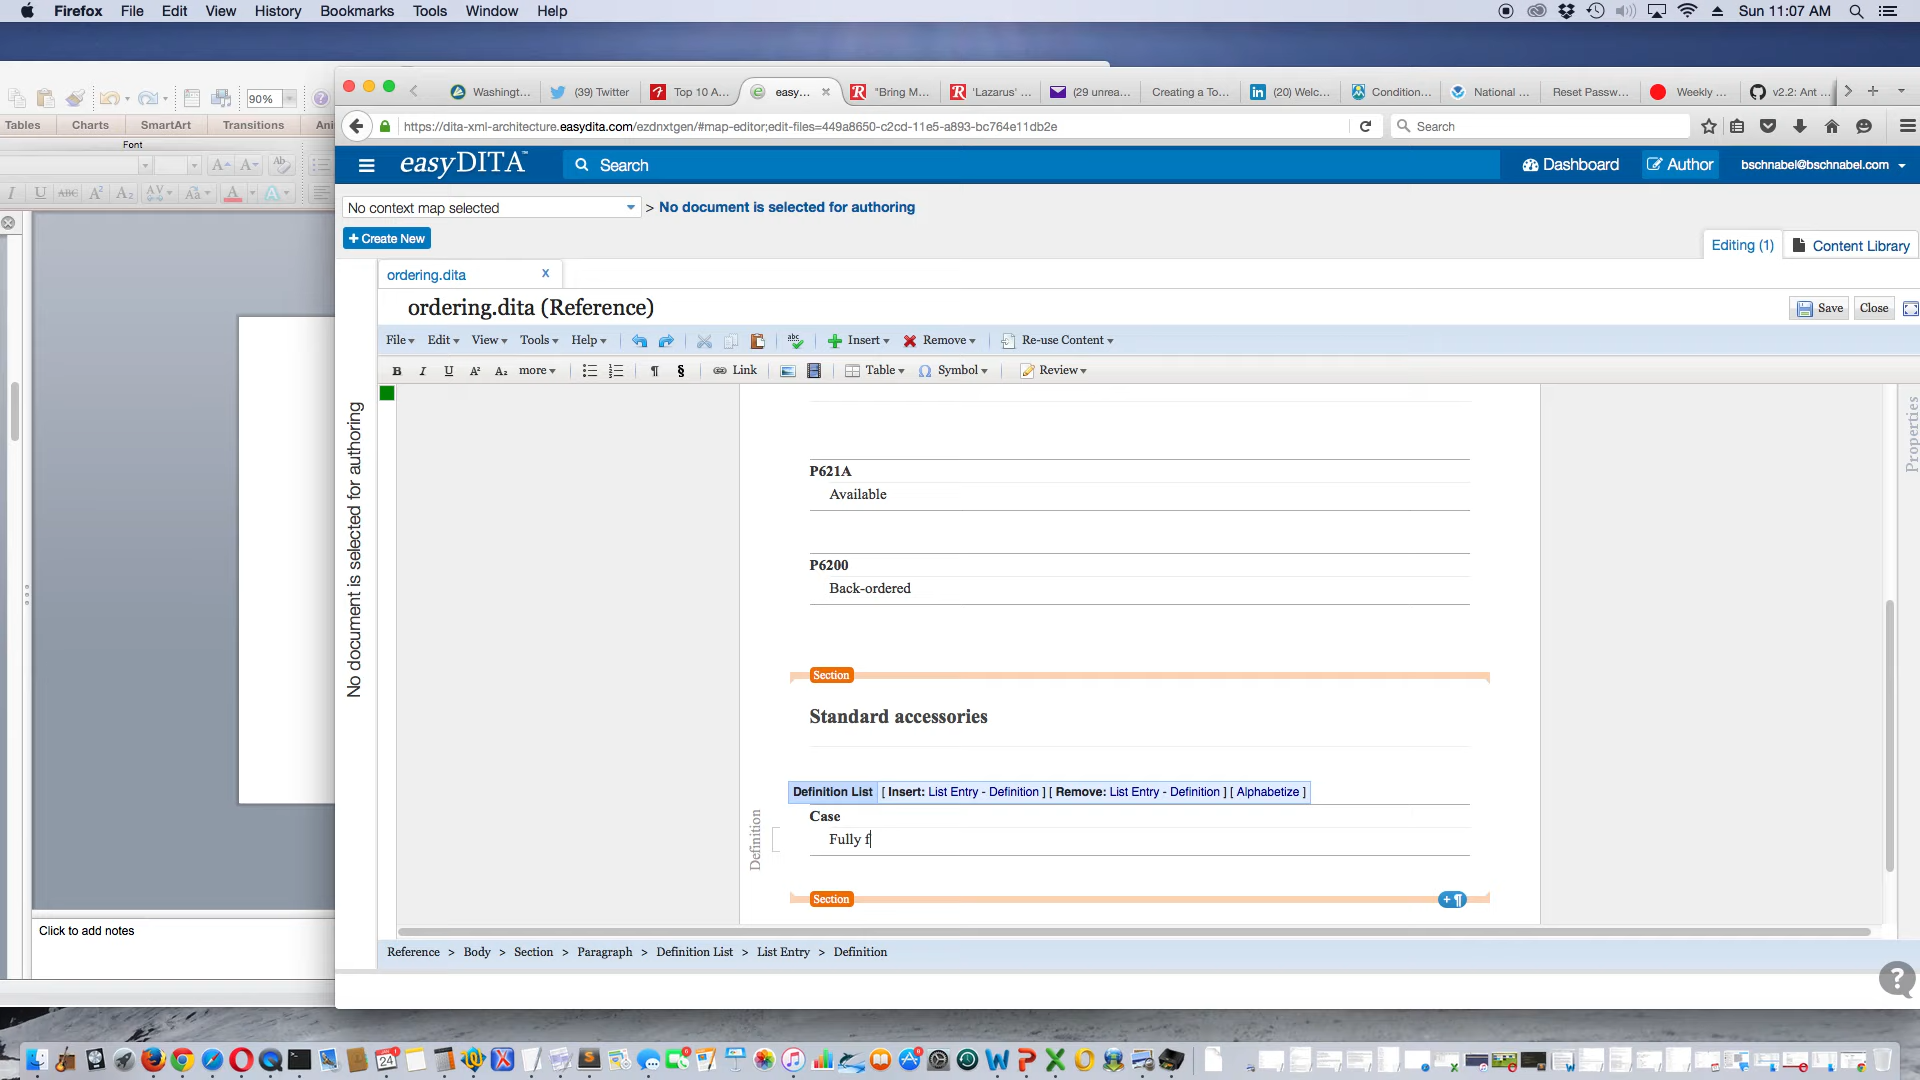 Firefox File Edit View History Bookmarks Tools Window Help Sun 11:07 AM
Washingt... (39) Twitter Top 10 A... easy... "Bring M... 'Lazarus' ... (29 unrea... Creating a To... (20) Welc... Condition... National ... Reset Passw... Weekly ... v2.2: Ant ...
90%
Tables Charts SmartArt Transitions Ani
https://dita-xml-architecture.easydita.com/ezdnxtgen/#map-editor;edit-files=449a8650-c2cd-11e5-a893-bc764e11db2e
Search
Font
easyDITA™
Search
Dashboard
Author
bschnabel@bschnabel.com
No context map selected > No document is selected for authoring
+ Create New
Editing (1) Content Library
ordering.dita x
ordering.dita (Reference)
Save Close
File Edit View Tools Help Insert Remove Re-use Content
B I U A² A₂ more Link Table Symbol Review
No document is selected for authoring
Properties
P621A
Available
P6200
Back-ordered
Section
Standard accessories
Definition List [ Insert: List Entry - Definition ] [ Remove: List Entry - Definition ] [ Alphabetize ]
Definition
Case
Fully f
Section
+ ¶
Click to add notes
Reference > Body > Section > Paragraph > Definition List > List Entry > Definition
?
24